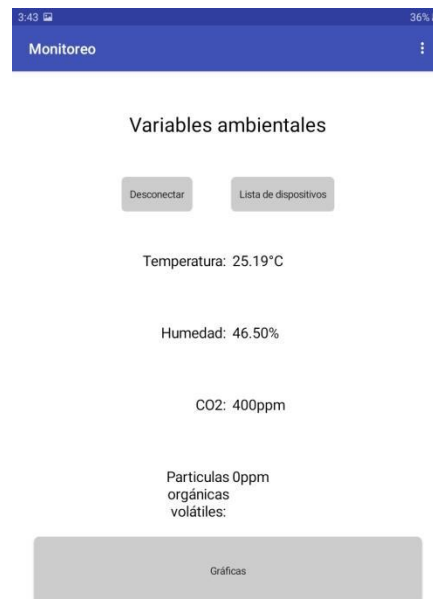 3:43 36%
Monitoreo
Variables ambientales
Desconectar Lista de dispositivos
Temperatura: 25.19°C
Humedad: 46.50%
CO2: 400ppm
Particulas 0ppm
orgánicas
volátiles:
Gráficas